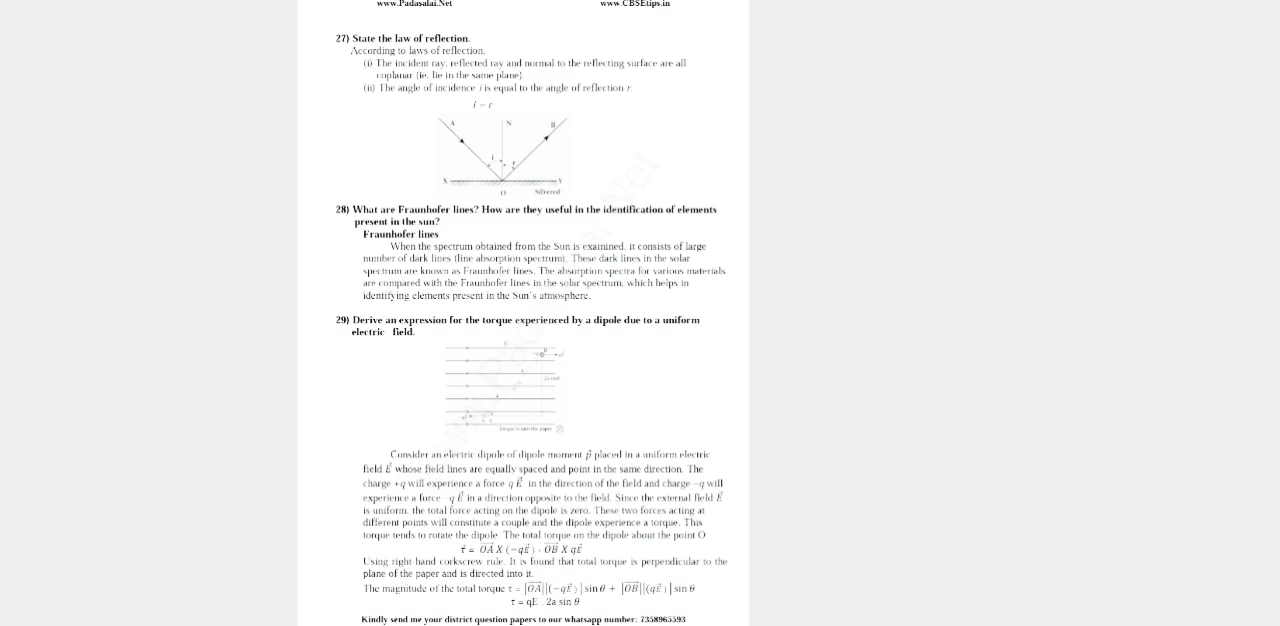 www.Padasalai.Net www.CBSEtips.in
27) State the law of reflection.
According to laws of reflection,
(i) The incident ray, reflected ray and normal to the reflecting surface are all
coplanar (ie. lie in the same plane).
(ii) The angle of incidence i is equal to the angle of reflection r.
i = r
A N B
i r
X Y
O Silvered
28) What are Fraunhofer lines? How are they useful in the identification of elements
present in the sun?
Fraunhofer lines
When the spectrum obtained from the Sun is examined, it consists of large
number of dark lines (line absorption spectrum). These dark lines in the solar
spectrum are known as Fraunhofer lines. The absorption spectra for various materials
are compared with the Fraunhofer lines in the solar spectrum, which helps in
identifying elements present in the Sun's atmosphere.
29) Derive an expression for the torque experienced by a dipole due to a uniform
electric field.
Consider an electric dipole of dipole moment p⃗ placed in a uniform electric
field E⃗ whose field lines are equally spaced and point in the same direction. The
charge +q will experience a force q E⃗ in the direction of the field and charge -q will
experience a force -q E⃗ in a direction opposite to the field. Since the external field E⃗
is uniform, the total force acting on the dipole is zero. These two forces acting at
different points will constitute a couple and the dipole experience a torque. This
torque tends to rotate the dipole. The total torque on the dipole about the point O
τ⃗ = OA⃗ X (−qE⃗) + OB⃗ X qE⃗
Using right hand corkscrew rule. It is found that total torque is perpendicular to the
plane of the paper and is directed into it.
The magnitude of the total torque τ = |OA⃗||(−qE⃗)| sin θ + |OB⃗||(qE⃗)| sin θ
τ = qE . 2a sin θ
Kindly send me your district question papers to our whatsapp number: 7358965593